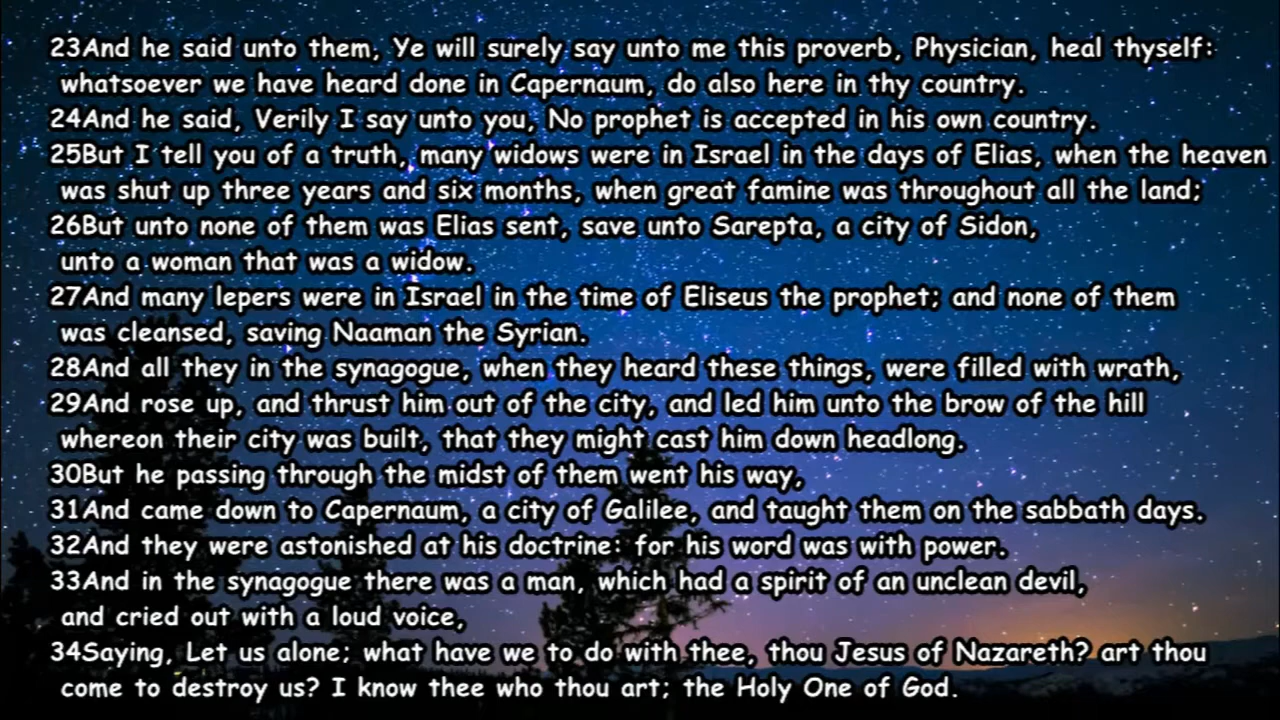 23And he said unto them, Ye will surely say unto me this proverb, Physician, heal thyself:
whatsoever we have heard done in Capernaum, do also here in thy country.
24And he said, Verily I say unto you, No prophet is accepted in his own country.
25But I tell you of a truth, many widows were in Israel in the days of Elias, when the heaven
was shut up three years and six months, when great famine was throughout all the land;
26But unto none of them was Elias sent, save unto Sarepta, a city of Sidon,
unto a woman that was a widow.
27And many lepers were in Israel in the time of Eliseus the prophet; and none of them
was cleansed, saving Naaman the Syrian.
28And all they in the synagogue, when they heard these things, were filled with wrath,
29And rose up, and thrust him out of the city, and led him unto the brow of the hill
whereon their city was built, that they might cast him down headlong.
30But he passing through the midst of them went his way,
31And came down to Capernaum, a city of Galilee, and taught them on the sabbath days.
32And they were astonished at his doctrine: for his word was with power.
33And in the synagogue there was a man, which had a spirit of an unclean devil,
and cried out with a loud voice,
34Saying, Let us alone; what have we to do with thee, thou Jesus of Nazareth? art thou
come to destroy us? I know thee who thou art; the Holy One of God.